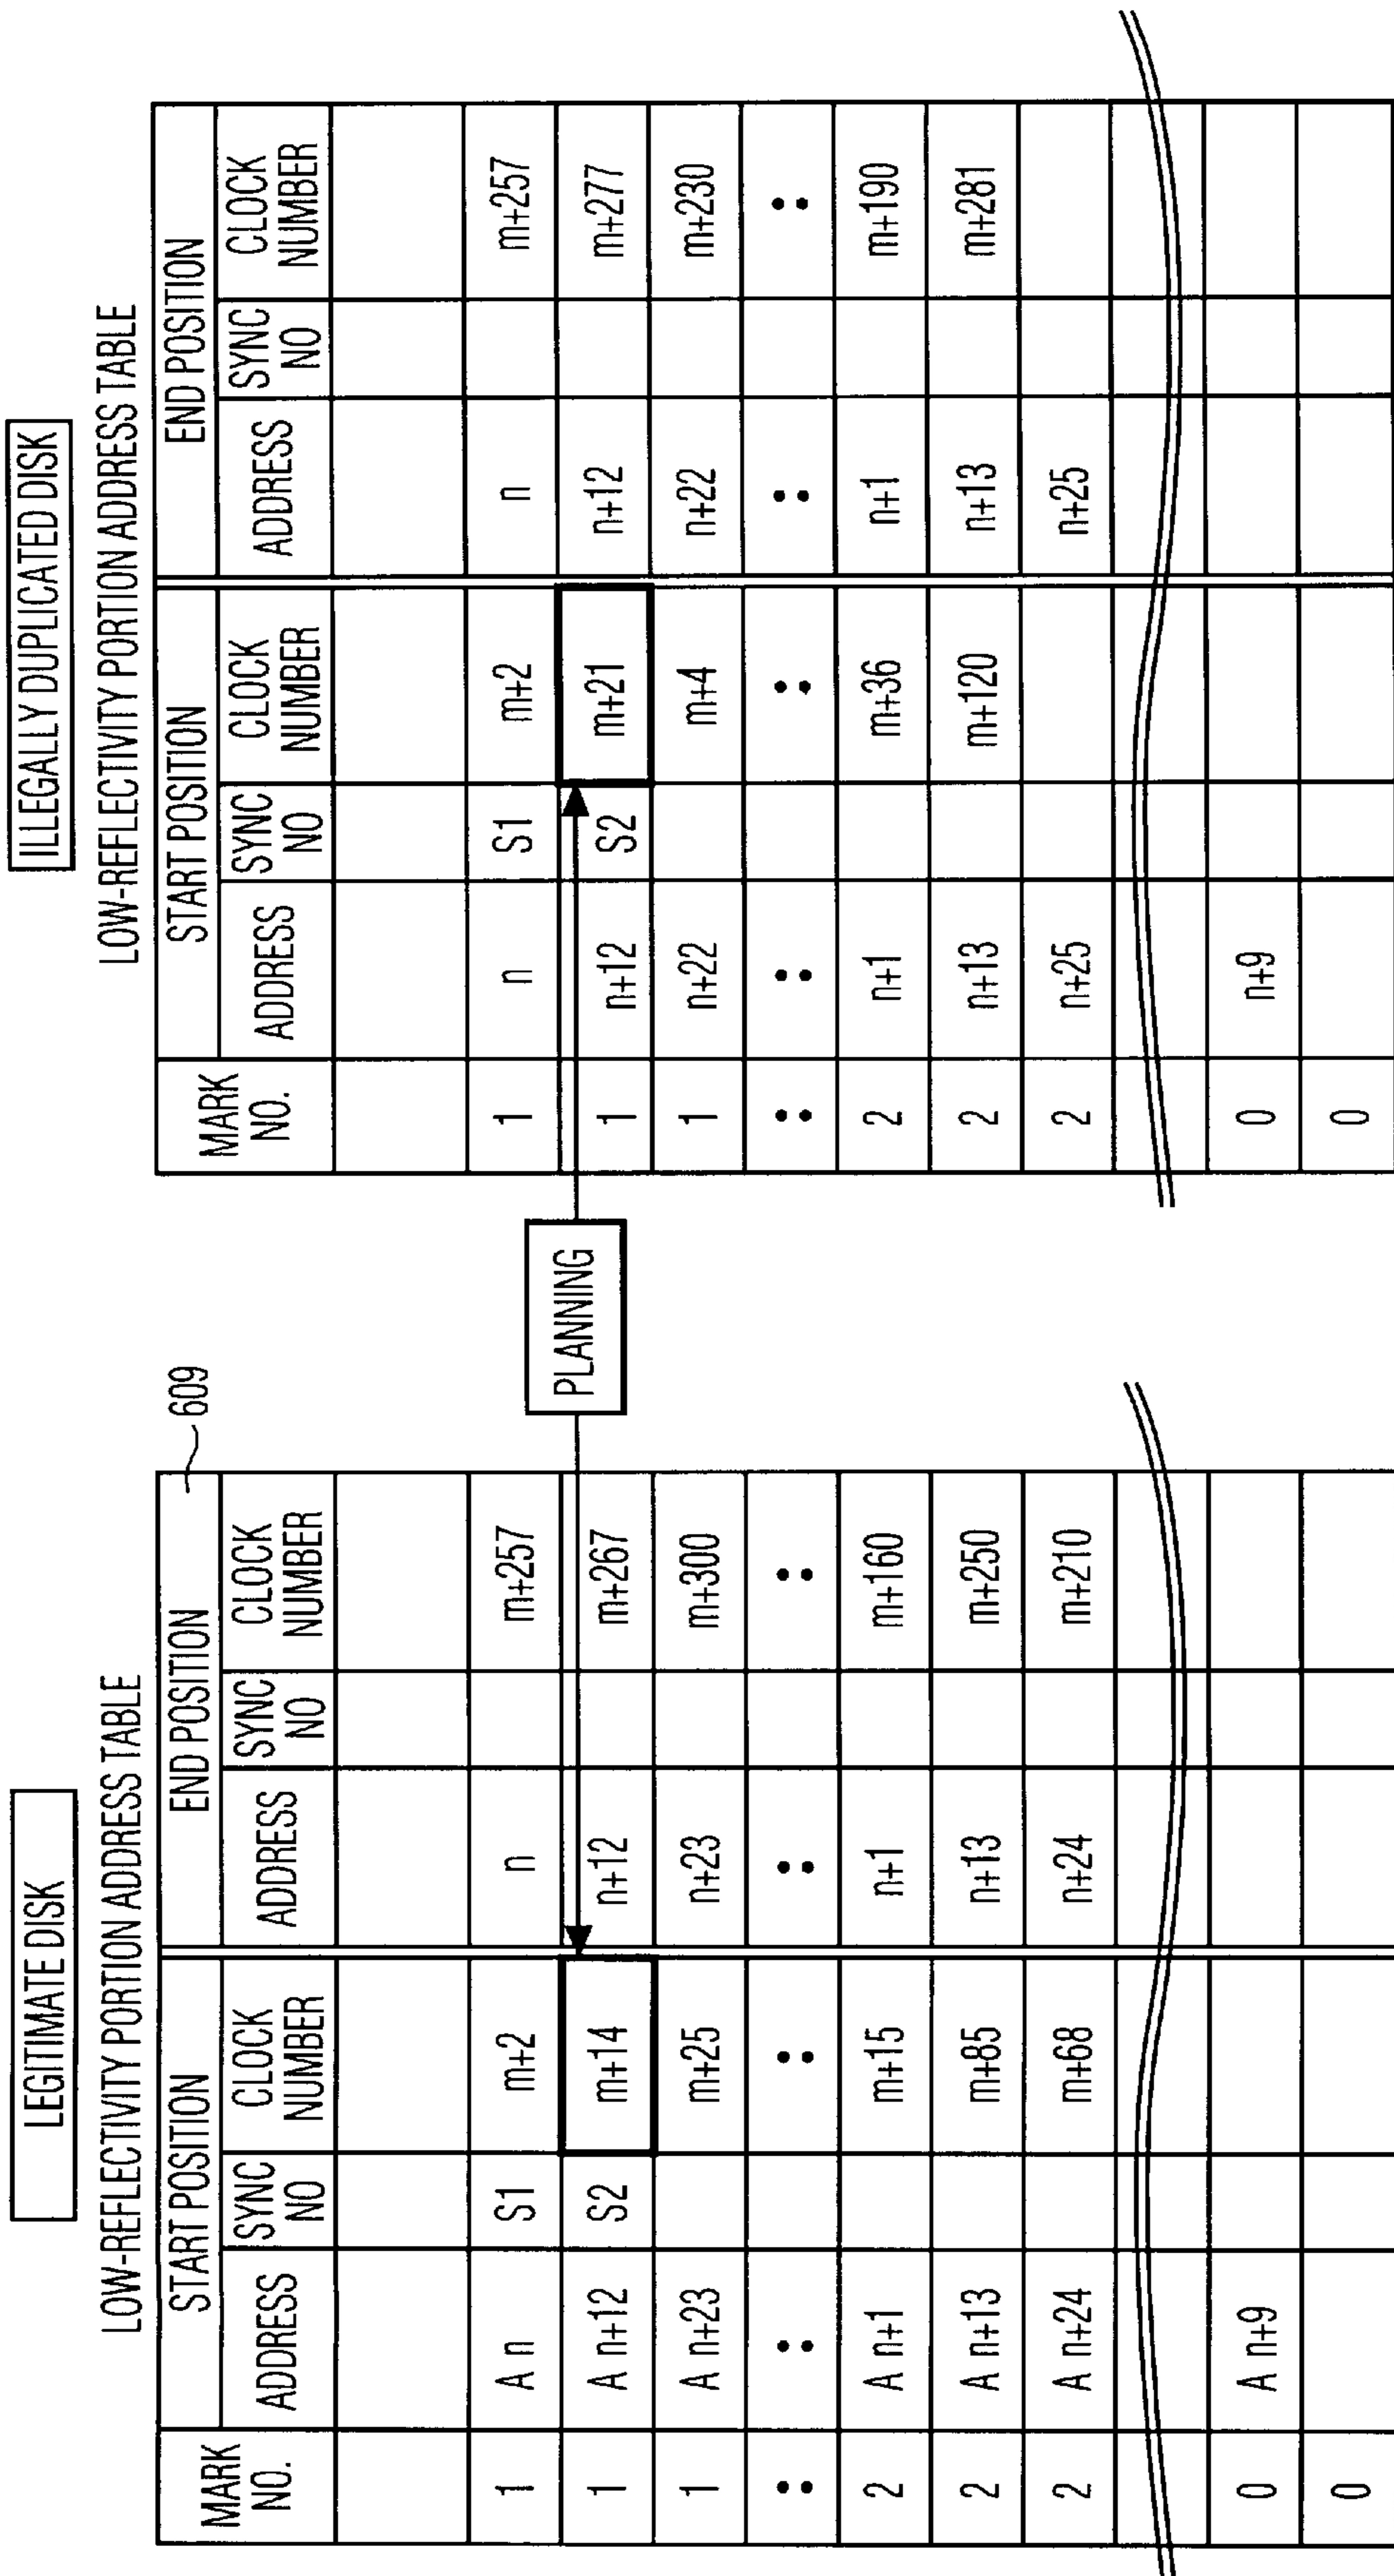 LEGITIMATE DISK
LOW-REFLECTIVITY PORTION ADDRESS TABLE
609
MARK NO. START POSITION END POSITION
ADDRESS SYNC NO CLOCK NUMBER ADDRESS SYNC NO CLOCK NUMBER
1 A n S1 m+2 n m+257
1 A n+12 S2 m+14 n+12 m+267
1 A n+23 m+25 n+23 m+300
: : : : :
2 A n+1 m+15 n+1 m+160
2 A n+13 m+85 n+13 m+250
2 A n+24 m+68 n+24 m+210
0 A n+9
0
PLANNING
ILLEGALLY DUPLICATED DISK
LOW-REFLECTIVITY PORTION ADDRESS TABLE
MARK NO. START POSITION END POSITION
ADDRESS SYNC NO CLOCK NUMBER ADDRESS SYNC NO CLOCK NUMBER
1 n S1 m+2 n m+257
1 n+12 S2 m+21 n+12 m+277
1 n+22 m+4 n+22 m+230
: : : : :
2 n+1 m+36 n+1 m+190
2 n+13 m+120 n+13 m+281
2 n+25 n+25
0 n+9
0